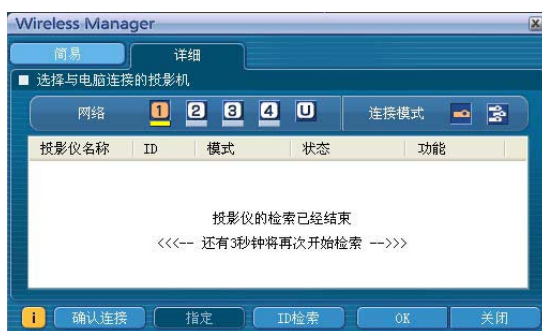 Wireless Manager
简易 详细
■ 选择与电脑连接的投影机
网络 1 2 3 4 U 连接模式
投影仪名称 ID 模式 状态 功能
投影仪的检索已经结束
<<<-- 还有3秒钟将再次开始检索 -->>>
i 确认连接 指定 ID检索 OK 关闭